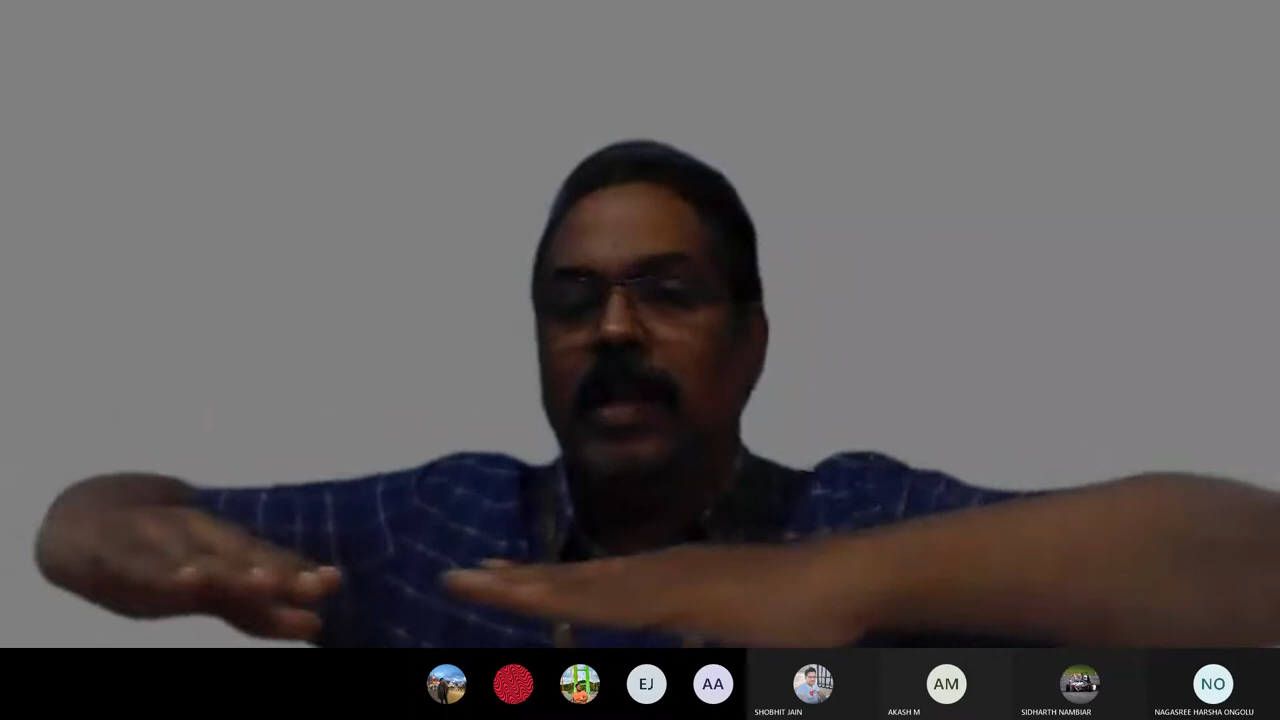 EJ
AA
AM
NO
SHOBHIT JAIN
AKASH M
SIDHARTH NAMBIAR
NAGASREE HARSHA ONGOLU